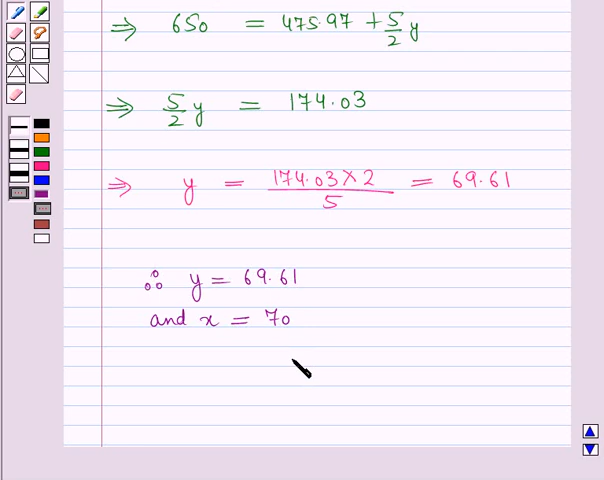 ⇒ 650 = 475.97 + 5/2 y
⇒ 5/2 y = 174.03
⇒ y = 174.03×2/5 = 69.61
∴ y = 69.61
and x = 70